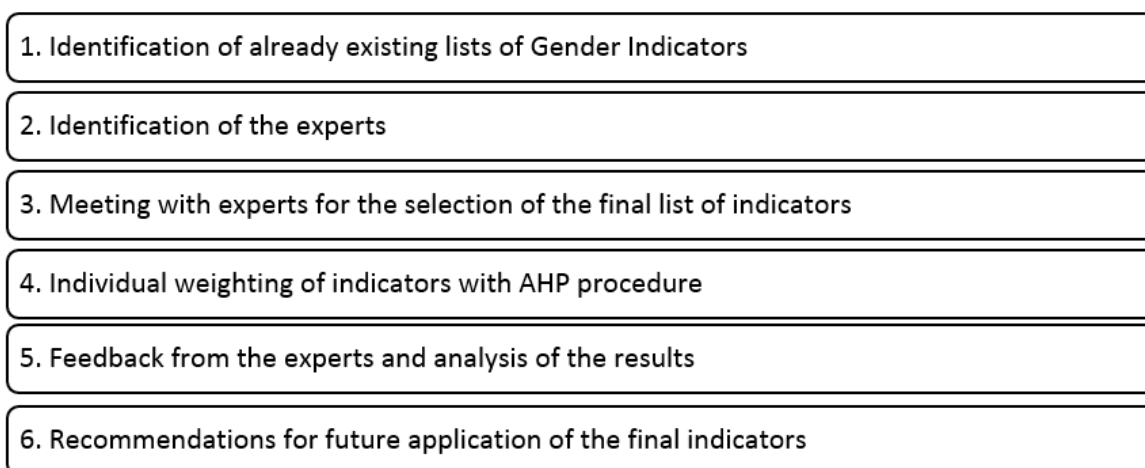 1. Identification of already existing lists of Gender Indicators
2. Identification of the experts
3. Meeting with experts for the selection of the final list of indicators
4. Individual weighting of indicators with AHP procedure
5. Feedback from the experts and analysis of the results
6. Recommendations for future application of the final indicators